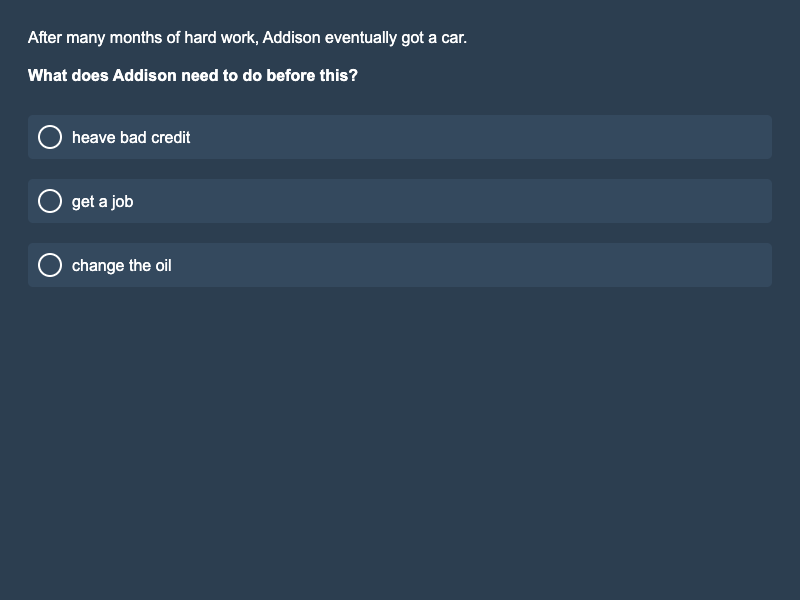 After many months of hard work, Addison eventually got a car.
What does Addison need to do before this?
heave bad credit
get a job
change the oil